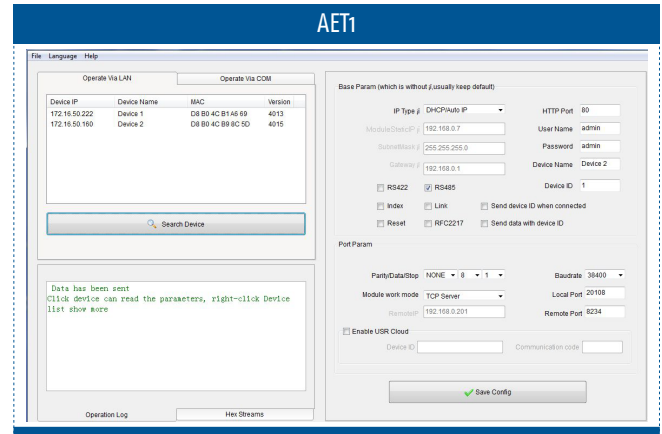 AET1
File Language Help
Operate Via LAN Operate Via COM
Device IP Device Name MAC Version
172.16.50.222 Device 1 D8 B0 4C B1 A6 69 4013
172.16.50.160 Device 2 D8 B0 4C B9 8C 5D 4015
Search Device
Data has been sent
Click device can read the parameters, right-click Device
list show more
Operation Log Hex Streams
Base Param (which is without j̈,usually keep default)
IP Type j̈ DHCP/Auto IP HTTP Port 80
ModuleStaticIP j̈ 192.168.0.7 User Name admin
SubnetMask j̈ 255.255.255.0 Password admin
Gateway j̈ 192.168.0.1 Device Name Device 2
RS422 RS485 Device ID 1
Index Link Send device ID when connected
Reset RFC2217 Send data with device ID
Port Param
Parity/Data/Stop NONE 8 1 Baudrate 38400
Module work mode TCP Server Local Port 20108
RemoteIP 192.168.0.201 Remote Port 8234
Enable USR Cloud
Device ID Communication code
Save Config